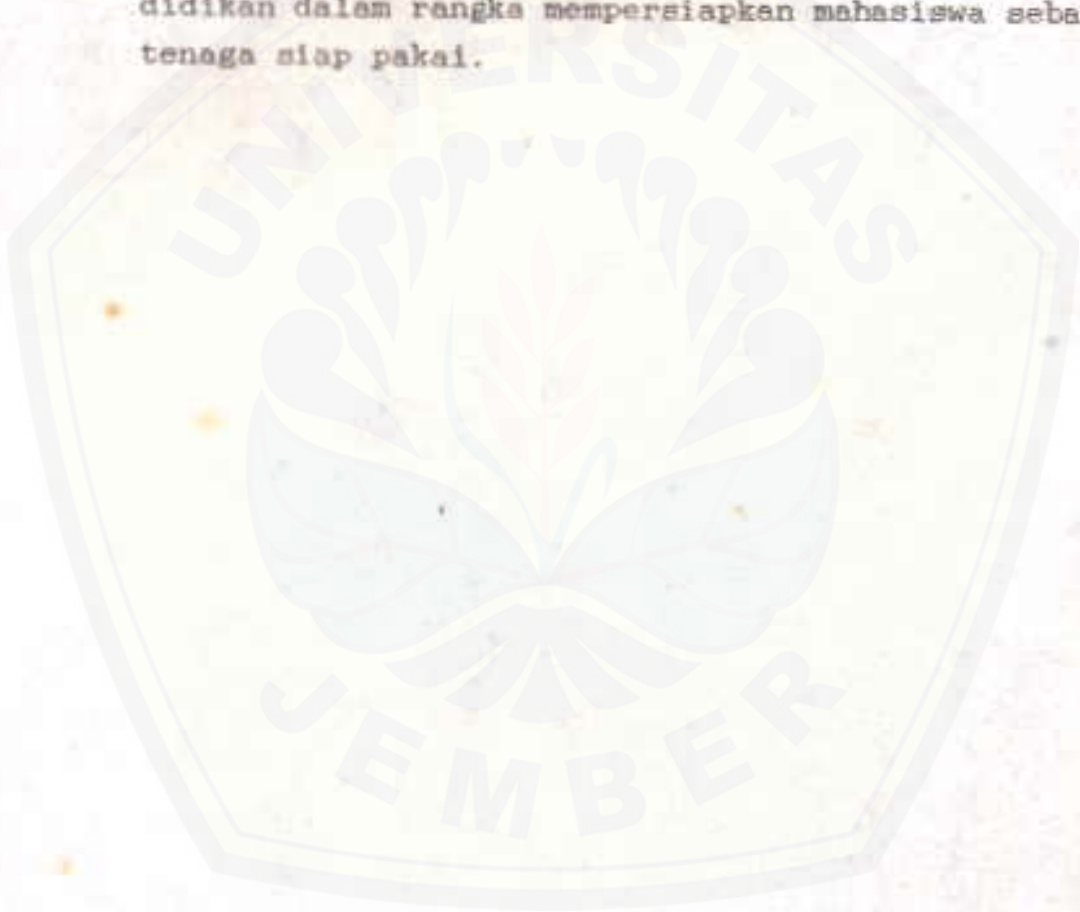 didikan dalam rangka mempersiapkan mahasiswa seba
tenaga siap pakai.
UNIVERSITAS
JEMBER